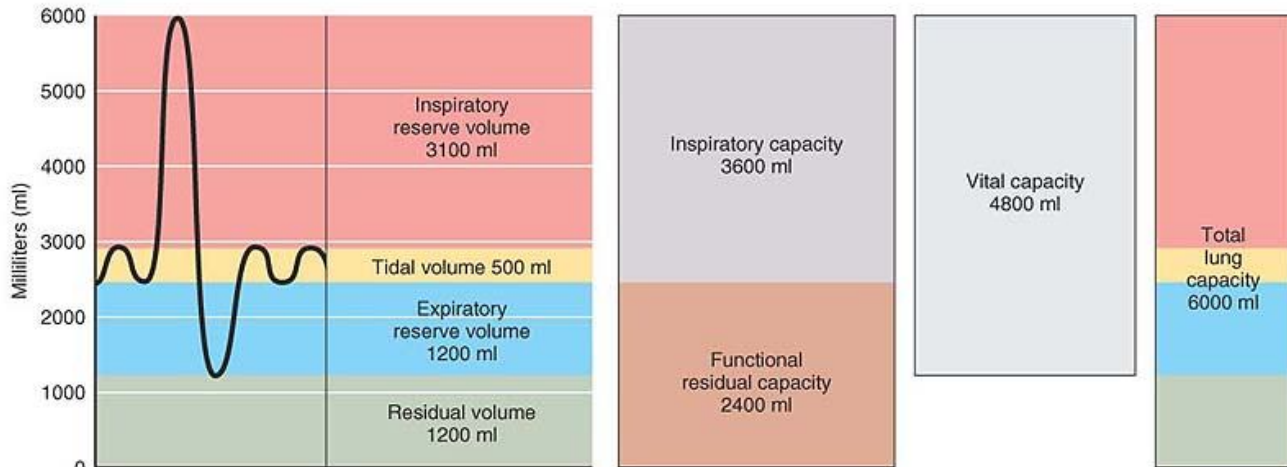 6000
5000
4000
3000
2000
1000
0
Milliliters (ml)
Inspiratory
reserve volume
3100 ml
Tidal volume 500 ml
Expiratory
reserve volume
1200 ml
Residual volume
1200 ml
Inspiratory capacity
3600 ml
Functional
residual capacity
2400 ml
Vital capacity
4800 ml
Total
lung
capacity
6000 ml